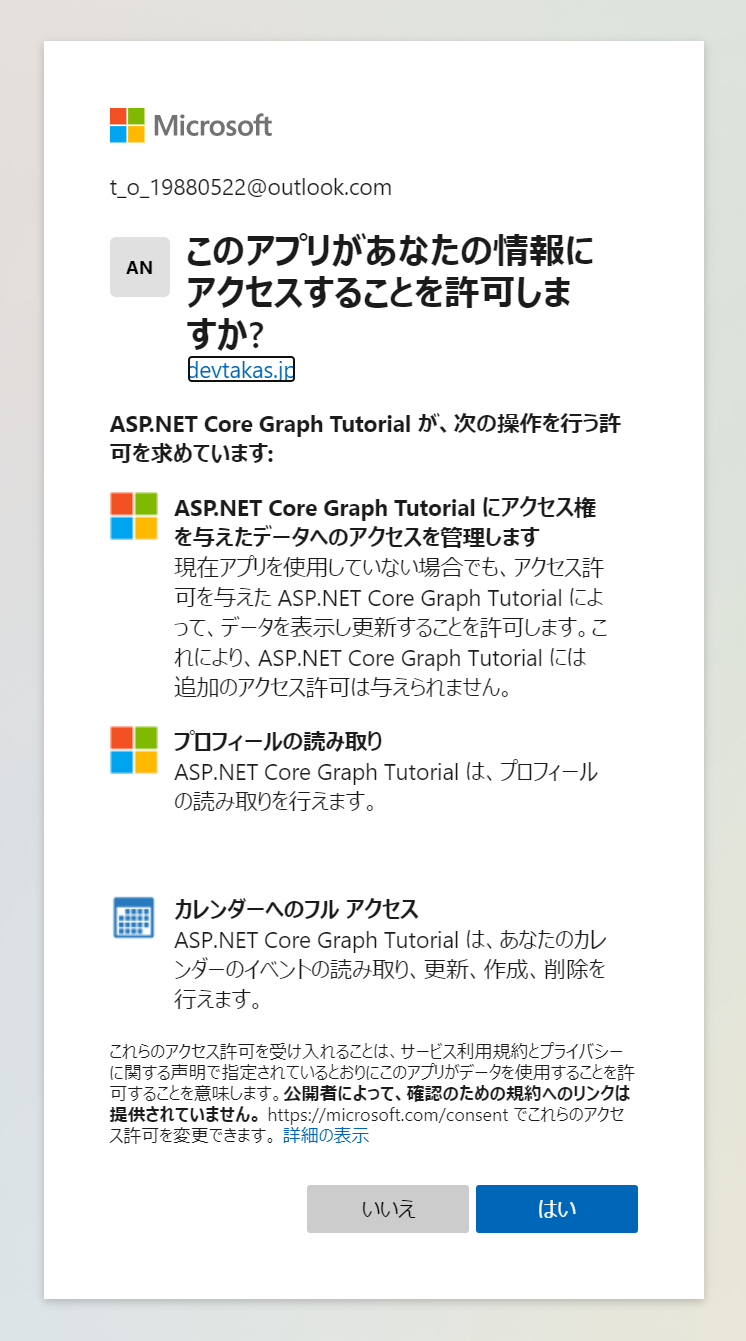 Microsoft
t_o_19880522@outlook.com
AN
このアプリがあなたの情報に
アクセスすることを許可しま
すか?
devtakas.jp
ASP.NET Core Graph Tutorial が、次の操作を行う許
可を求めています:
ASP.NET Core Graph Tutorial にアクセス権
を与えたデータへのアクセスを管理します
現在アプリを使用していない場合でも、アクセス許
可を与えた ASP.NET Core Graph Tutorial によ
って、データを表示し更新することを許可します。こ
れにより、ASP.NET Core Graph Tutorial には
追加のアクセス許可は与えられません。
プロフィールの読み取り
ASP.NET Core Graph Tutorial は、プロフィール
の読み取りを行えます。
カレンダーへのフル アクセス
ASP.NET Core Graph Tutorial は、あなたのカレ
ンダーのイベントの読み取り、更新、作成、削除を
行えます。
これらのアクセス許可を受け入れることは、サービス利用規約とプライバシー
に関する声明で指定されているとおりにこのアプリがデータを使用することを許
可することを意味します。公開者によって、確認のための規約へのリンクは
提供されていません。 https://microsoft.com/consent でこれらのアクセ
ス許可を変更できます。 詳細の表示
いいえ
はい